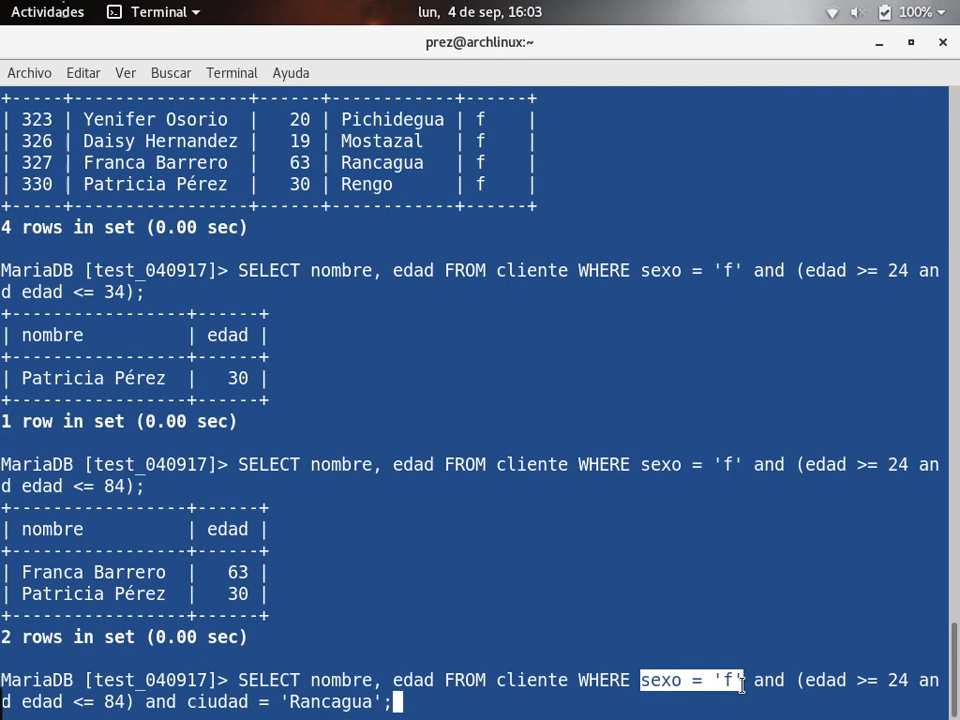 Actividades Terminal lun, 4 de sep, 16:03 100%
prez@archlinux:~
Archivo Editar Ver Buscar Terminal Ayuda
+-----+-----------------+------+------------+------+
| 323 | Yenifer Osorio  |   20 | Pichidegua | f    |
| 326 | Daisy Hernandez |   19 | Mostazal   | f    |
| 327 | Franca Barrero  |   63 | Rancagua   | f    |
| 330 | Patricia Pérez  |   30 | Rengo      | f    |
+-----+-----------------+------+------------+------+
4 rows in set (0.00 sec)
MariaDB [test_040917]> SELECT nombre, edad FROM cliente WHERE sexo = 'f' and (edad >= 24 an
d edad <= 34);
+----------------+------+
| nombre         | edad |
+----------------+------+
| Patricia Pérez |   30 |
+----------------+------+
1 row in set (0.00 sec)
MariaDB [test_040917]> SELECT nombre, edad FROM cliente WHERE sexo = 'f' and (edad >= 24 an
d edad <= 84);
+----------------+------+
| nombre         | edad |
+----------------+------+
| Franca Barrero |   63 |
| Patricia Pérez |   30 |
+----------------+------+
2 rows in set (0.00 sec)
MariaDB [test_040917]> SELECT nombre, edad FROM cliente WHERE sexo = 'f' and (edad >= 24 an
d edad <= 84) and ciudad = 'Rancagua';